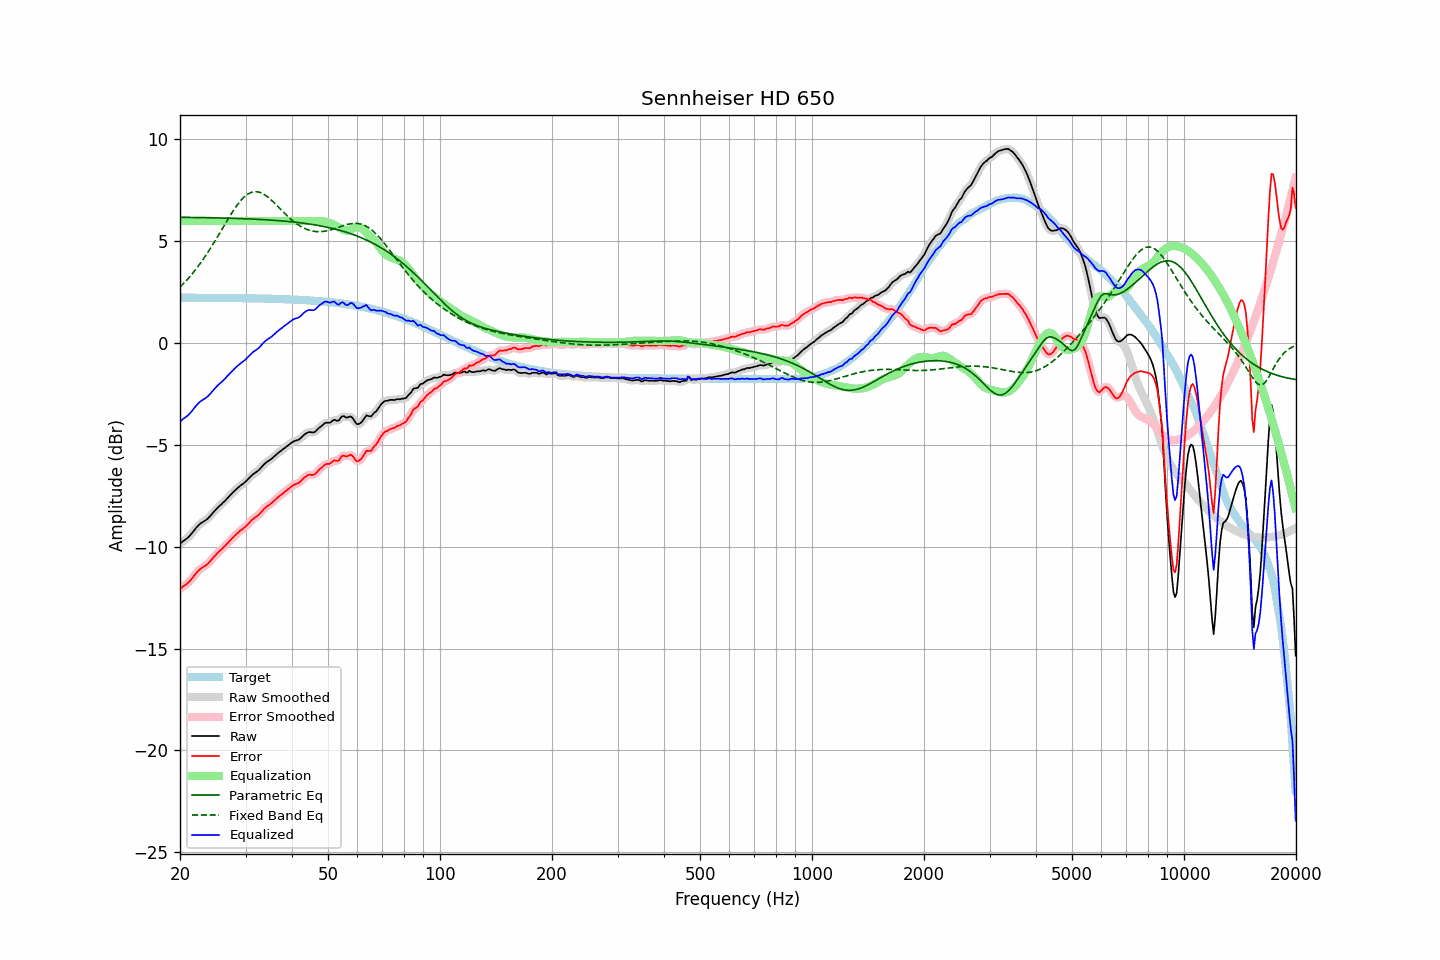 Sennheiser HD 650
Amplitude (dBr)
10
5
0
−5
−10
−15
−20
−25
Target
Raw Smoothed
Error Smoothed
Raw
Error
Equalization
Parametric Eq
Fixed Band Eq
Equalized
20 50 100 200 500 1000 2000 5000 10000 20000
Frequency (Hz)